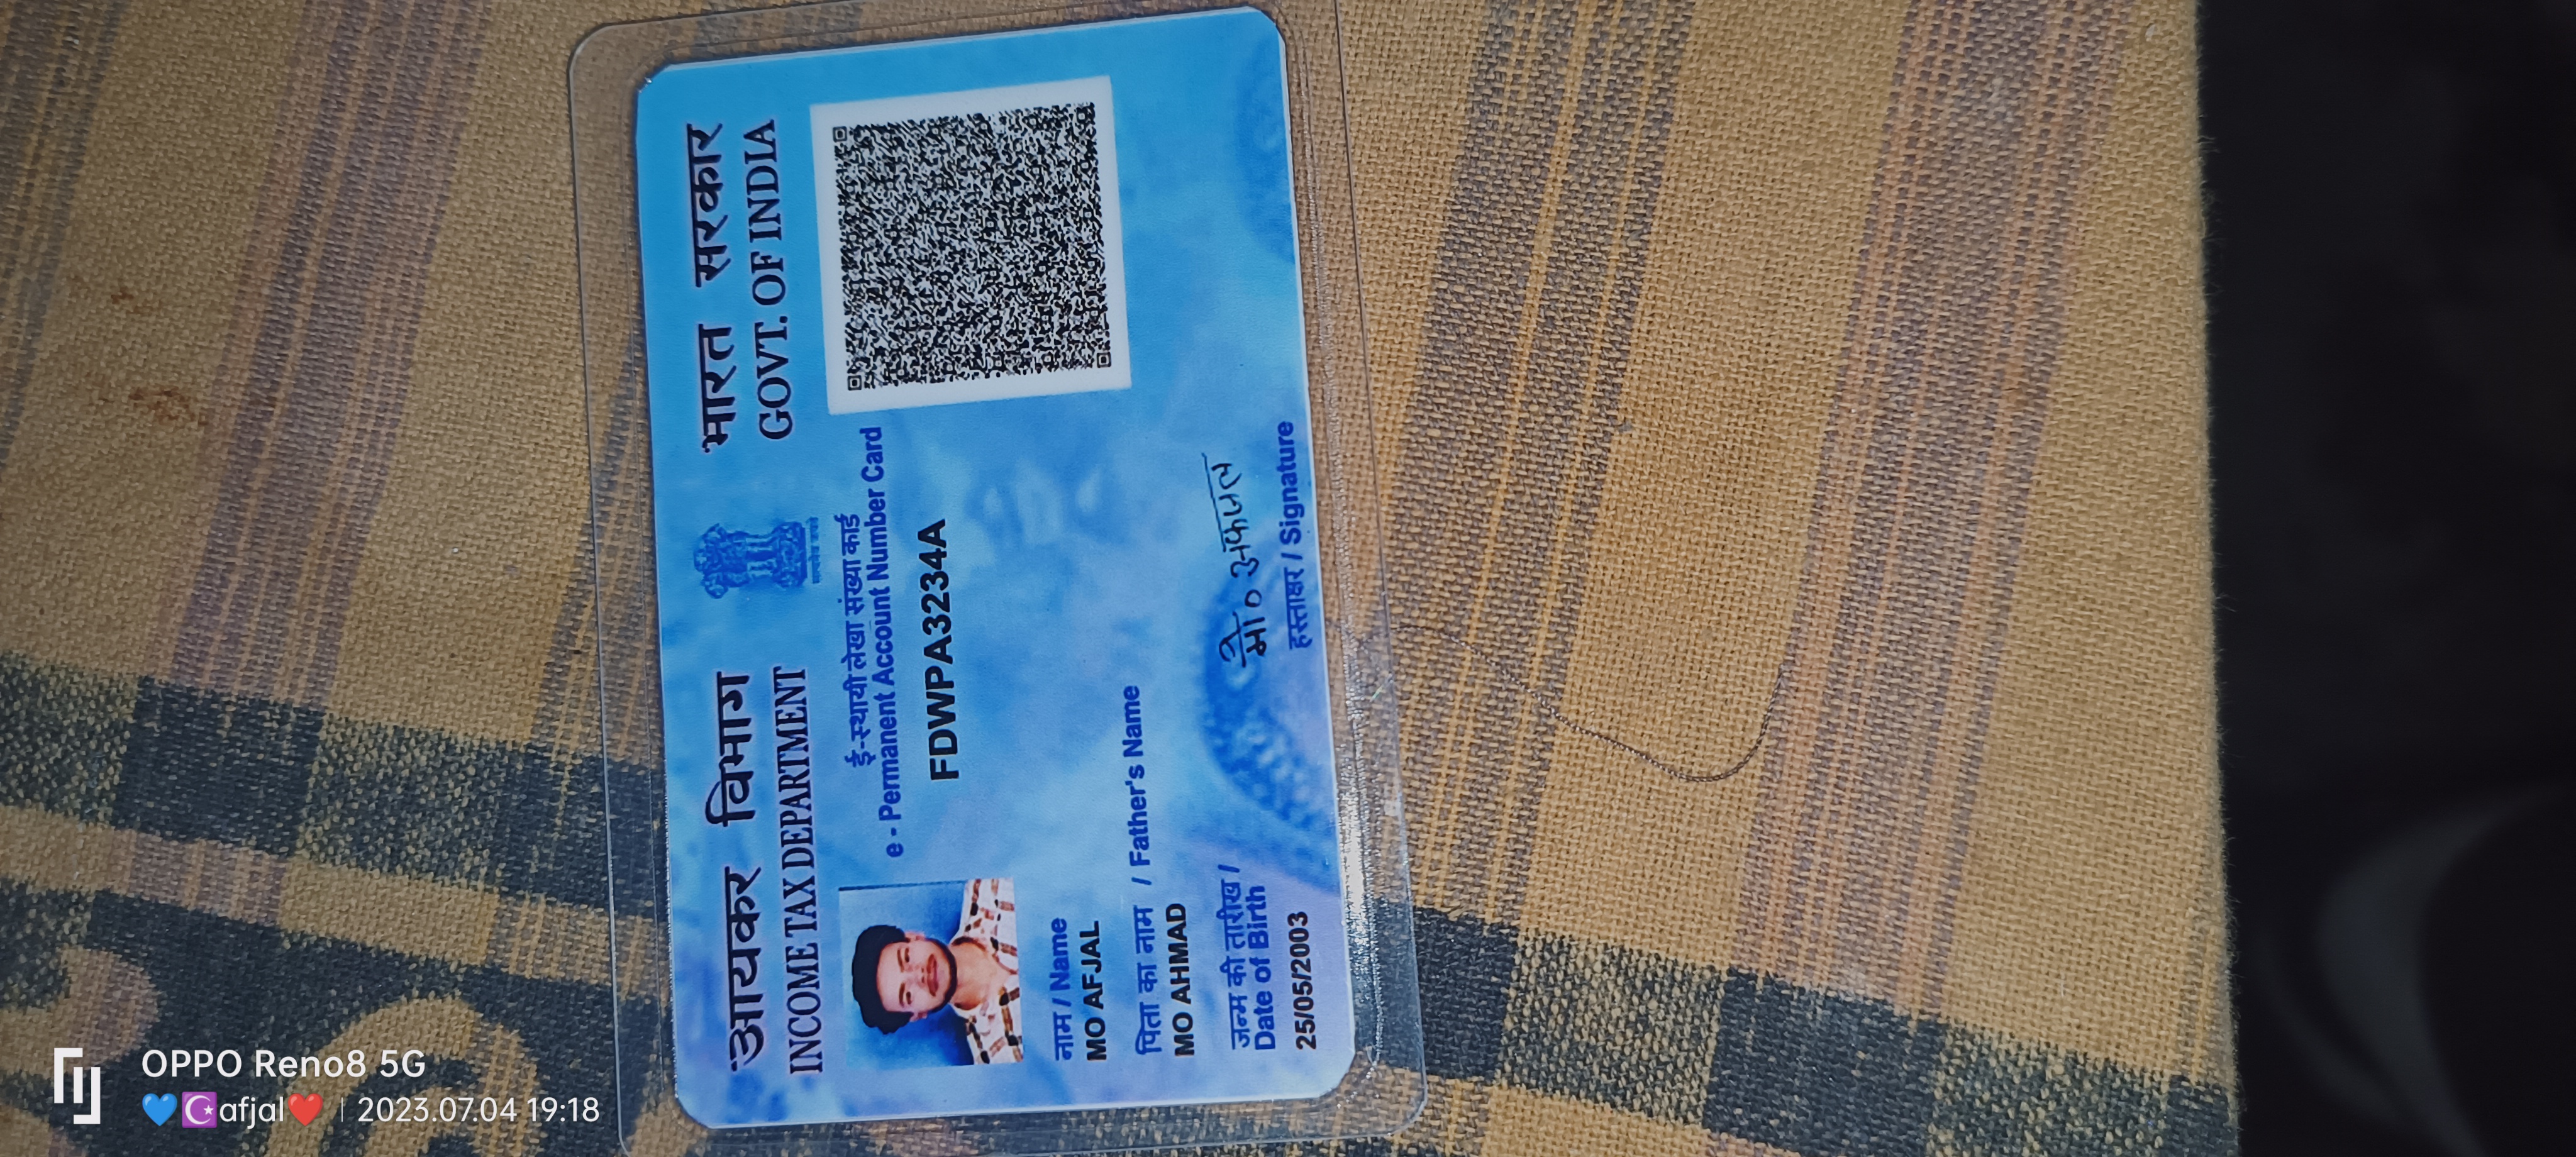 OPPO Reno8 5G
💙☪️afjal❤️ | 2023.07.04 19:18
आयकर विभाग
भारत सरकार
INCOME TAX DEPARTMENT
GOVT. OF INDIA
सत्यमेव जयते
ई-स्थायी लेखा संख्या कार्ड
e - Permanent Account Number Card
FDWPA3234A
नाम / Name
MO AFJAL
पिता का नाम / Father's Name
MO AHMAD
जन्म की तारीख /
Date of Birth
25/05/2003
मो० अफजल
हस्ताक्षर / Signature